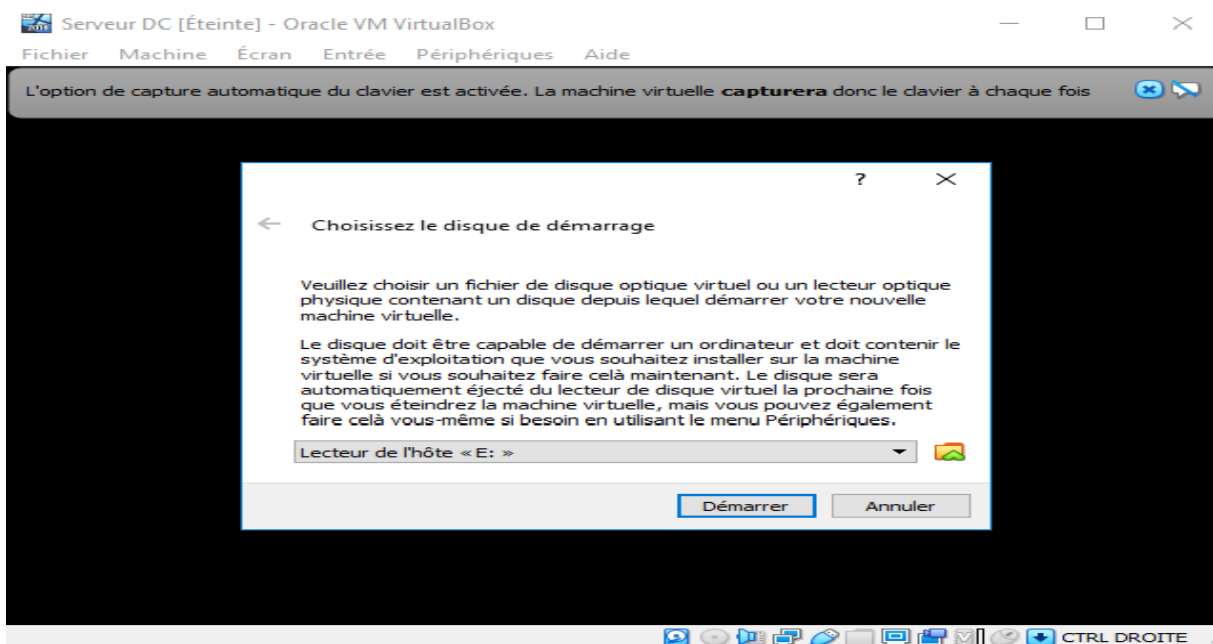 Serveur DC [Éteinte] - Oracle VM VirtualBox
Fichier Machine Écran Entrée Périphériques Aide
L'option de capture automatique du clavier est activée. La machine virtuelle capturera donc le clavier à chaque fois
?
Choisissez le disque de démarrage
Veuillez choisir un fichier de disque optique virtuel ou un lecteur optique
physique contenant un disque depuis lequel démarrer votre nouvelle
machine virtuelle.
Le disque doit être capable de démarrer un ordinateur et doit contenir le
système d'exploitation que vous souhaitez installer sur la machine
virtuelle si vous souhaitez faire celà maintenant. Le disque sera
automatiquement éjecté du lecteur de disque virtuel la prochaine fois
que vous éteindrez la machine virtuelle, mais vous pouvez également
faire celà vous-même si besoin en utilisant le menu Périphériques.
Lecteur de l'hôte « E: »
Démarrer Annuler
CTRL DROITE